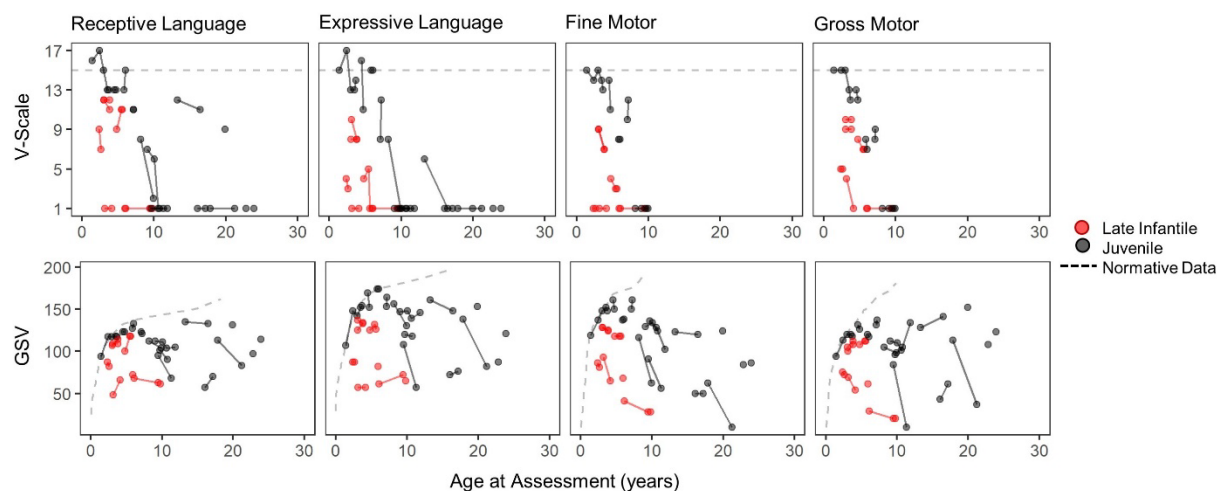 Receptive Language
Expressive Language
Fine Motor
Gross Motor
V-Scale
17
13
9
5
1
0 10 20 30
0 10 20 30
0 10 20 30
0 10 20 30
Late Infantile
Juvenile
Normative Data
GSV
200
150
100
50
0 10 20 30
0 10 20 30
0 10 20 30
0 10 20 30
Age at Assessment (years)